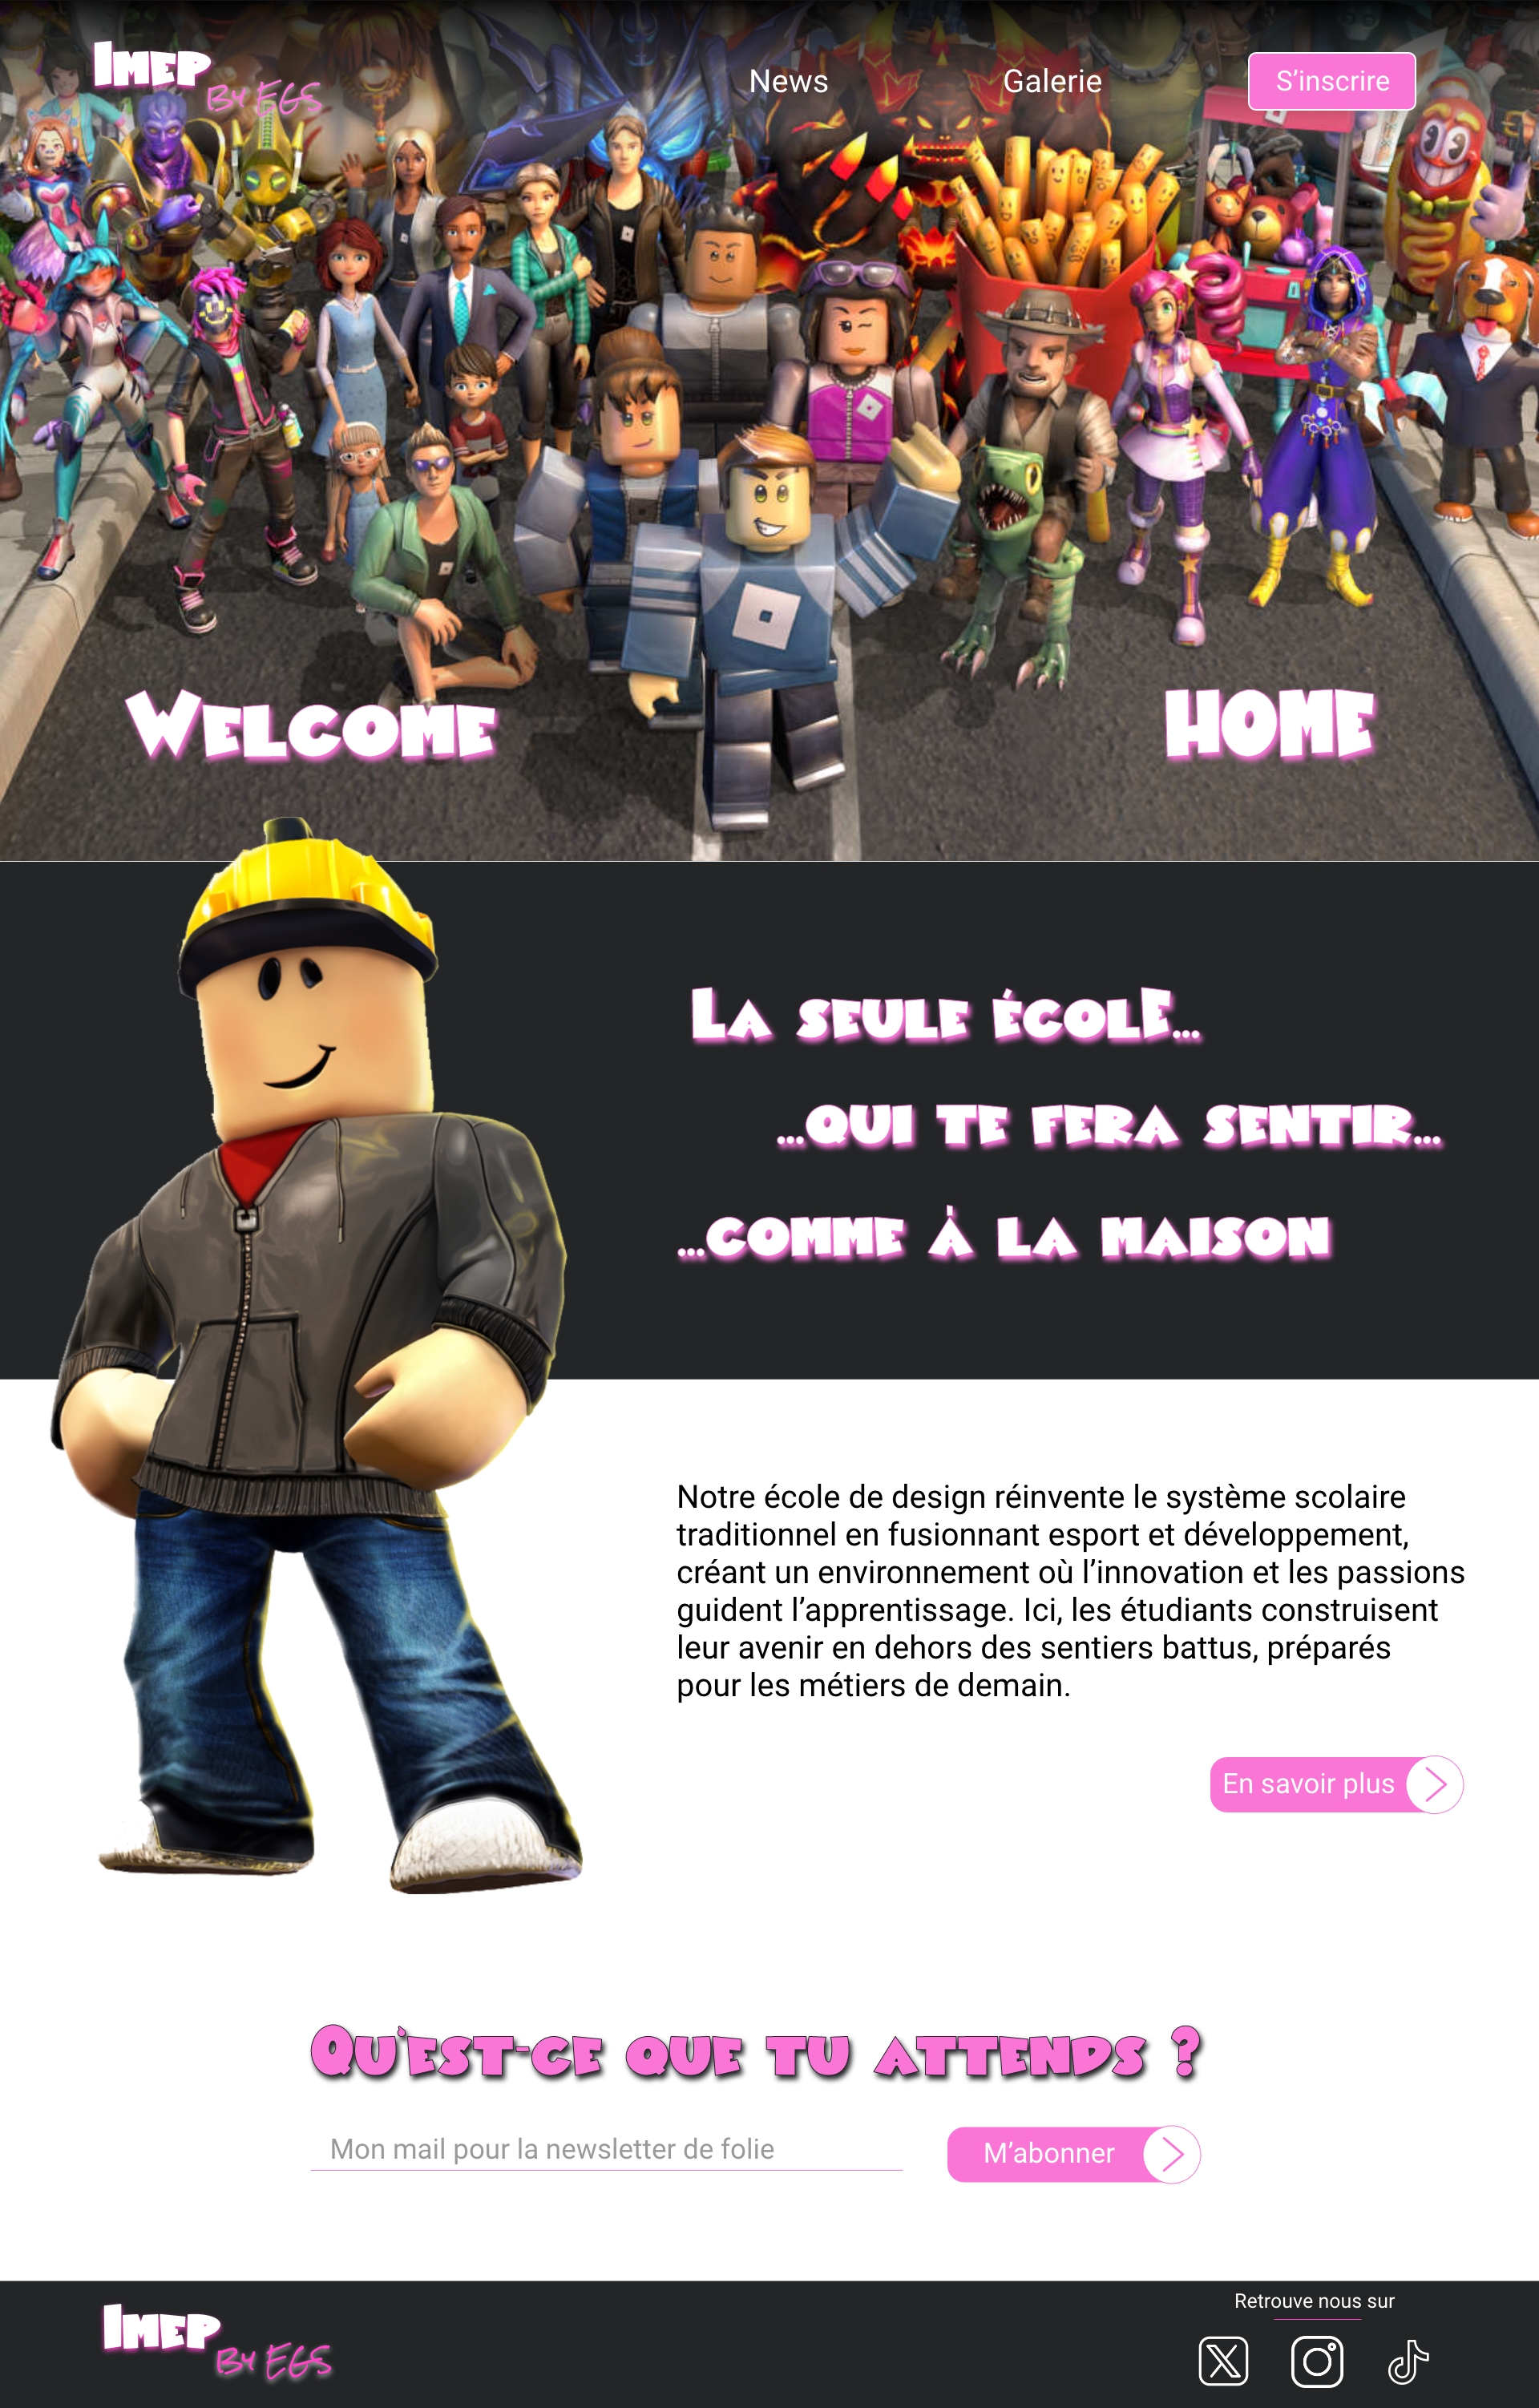 IMEP
By EGS
News
Galerie
S'inscrire
WELCOME
HOME
LA SEULE ÉCOLE...
...QUI TE FERA SENTIR...
...COMME À LA MAISON
Notre école de design réinvente le système scolaire
traditionnel en fusionnant esport et développement,
créant un environnement où l’innovation et les passions
guident l’apprentissage. Ici, les étudiants construisent
leur avenir en dehors des sentiers battus, préparés
pour les métiers de demain.
En savoir plus
QU'EST-CE QUE TU ATTENDS ?
Mon mail pour la newsletter de folie
M’abonner
Retrouve nous sur
IMEP
By EGS